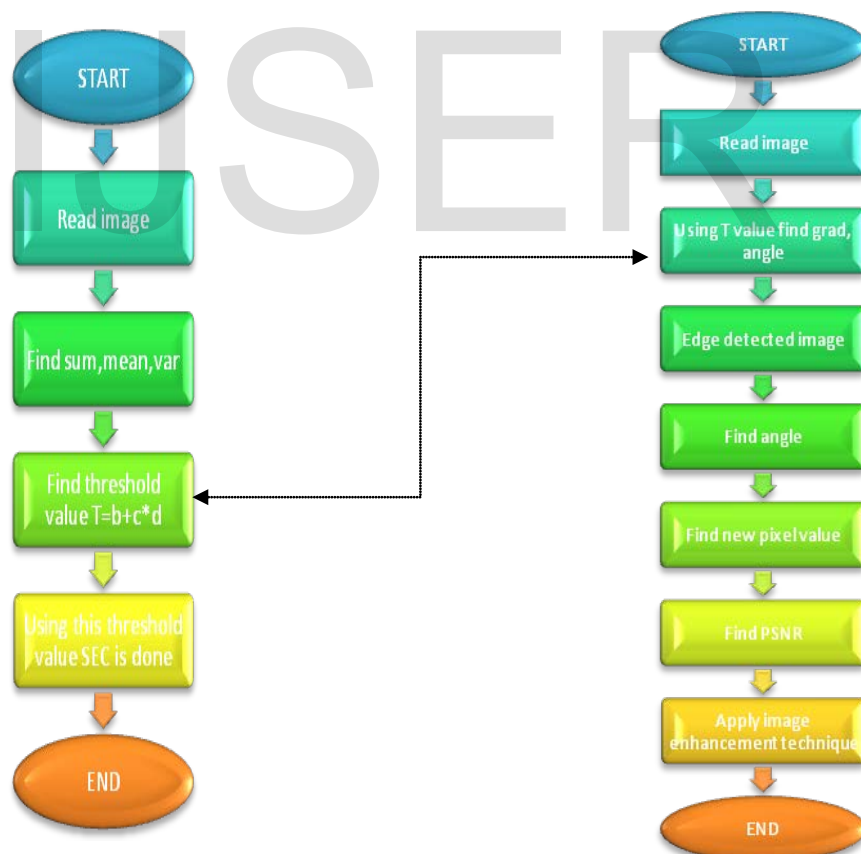 IJSER
START
Read image
Find sum,mean,var
Find threshold
value T=b+c*d
Using this threshold
value SEC is done
END
START
Read image
Using T value find grad,
angle
Edge detected image
Find angle
Find new pixel value
Find PSNR
Apply image
enhancement technique
END